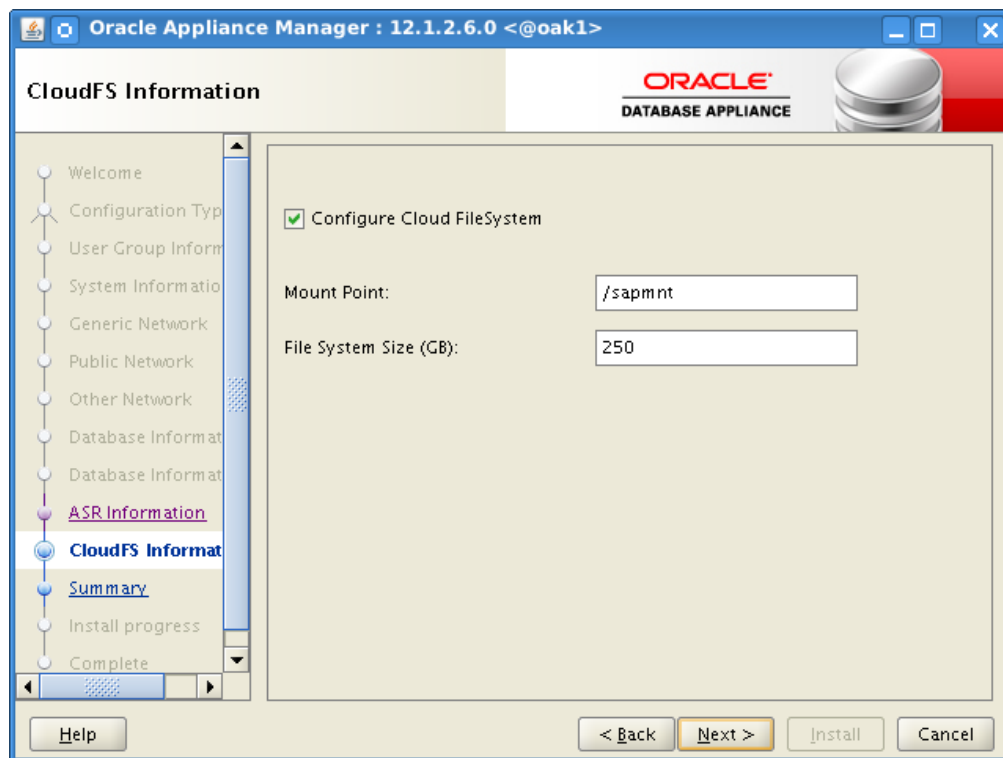 Oracle Appliance Manager : 12.1.2.6.0 <@oak1>
CloudFS Information
ORACLE
DATABASE APPLIANCE
Welcome
Configuration Typ
User Group Inform
System Informatio
Generic Network
Public Network
Other Network
Database Informat
Database Informat
ASR Information
CloudFS Informat
Summary
Install progress
Complete
Configure Cloud FileSystem
Mount Point: /sapmnt
File System Size (GB): 250
Help
< Back
Next >
Install
Cancel